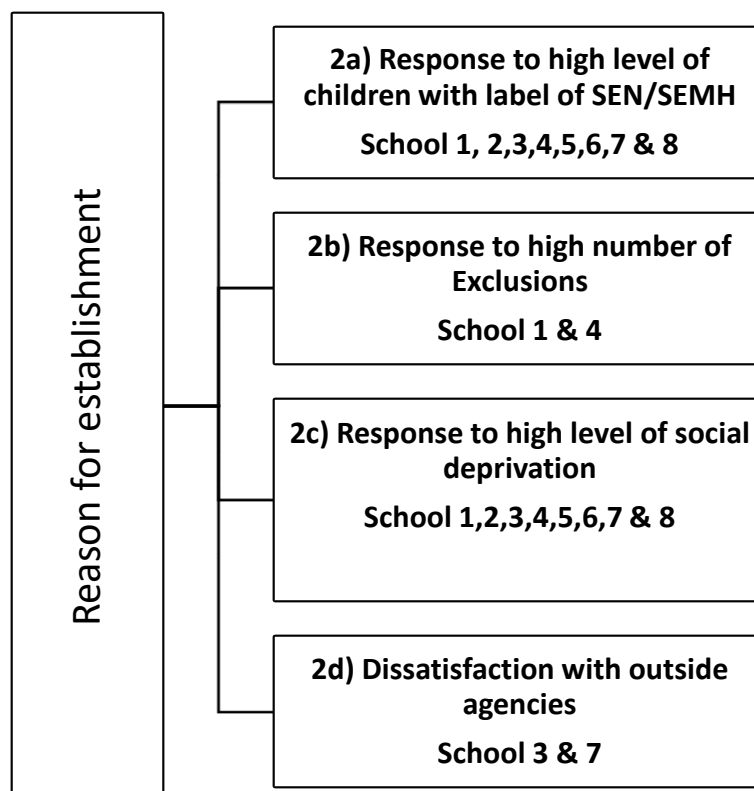 Reason for establishment
2a) Response to high level of
children with label of SEN/SEMH
School 1, 2,3,4,5,6,7 & 8
2b) Response to high number of
Exclusions
School 1 & 4
2c) Response to high level of social
deprivation
School 1,2,3,4,5,6,7 & 8
2d) Dissatisfaction with outside
agencies
School 3 & 7